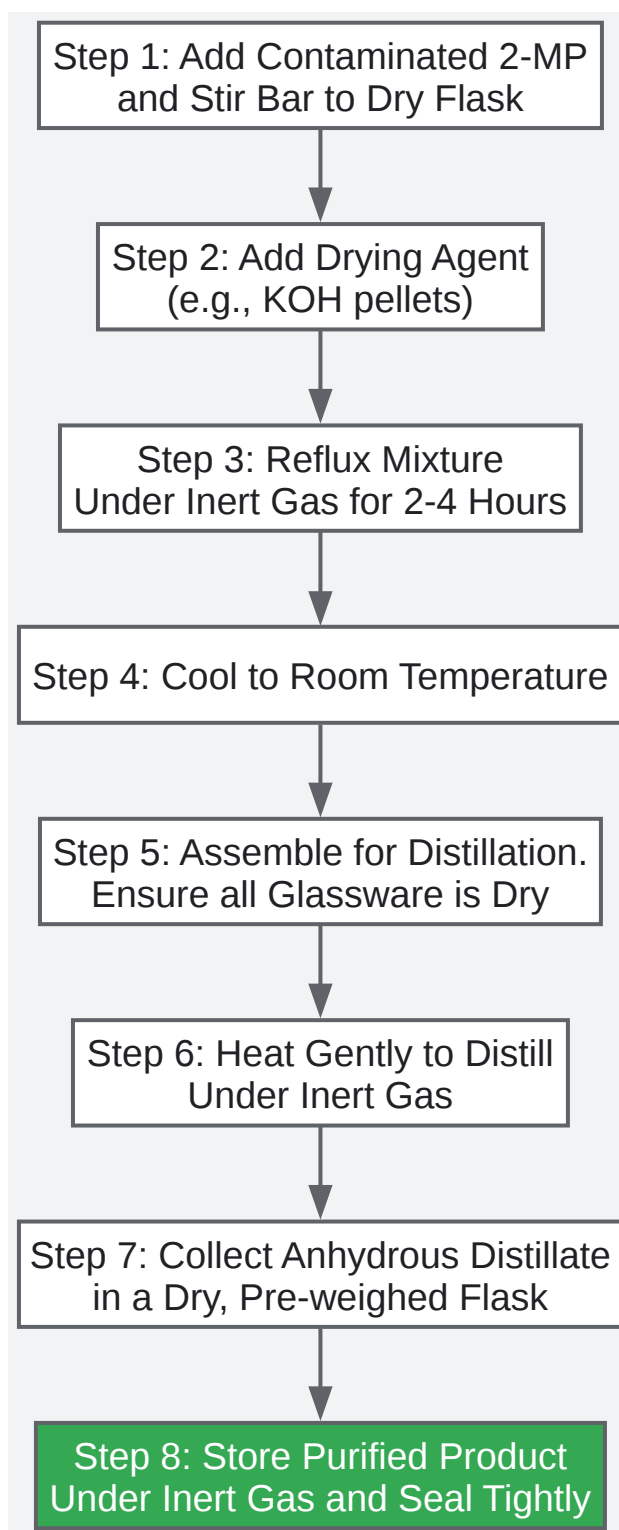 Step 1: Add Contaminated 2-MP
and Stir Bar to Dry Flask
Step 2: Add Drying Agent
(e.g., KOH pellets)
Step 3: Reflux Mixture
Under Inert Gas for 2-4 Hours
Step 4: Cool to Room Temperature
Step 5: Assemble for Distillation.
Ensure all Glassware is Dry
Step 6: Heat Gently to Distill
Under Inert Gas
Step 7: Collect Anhydrous Distillate
in a Dry, Pre-weighed Flask
Step 8: Store Purified Product
Under Inert Gas and Seal Tightly